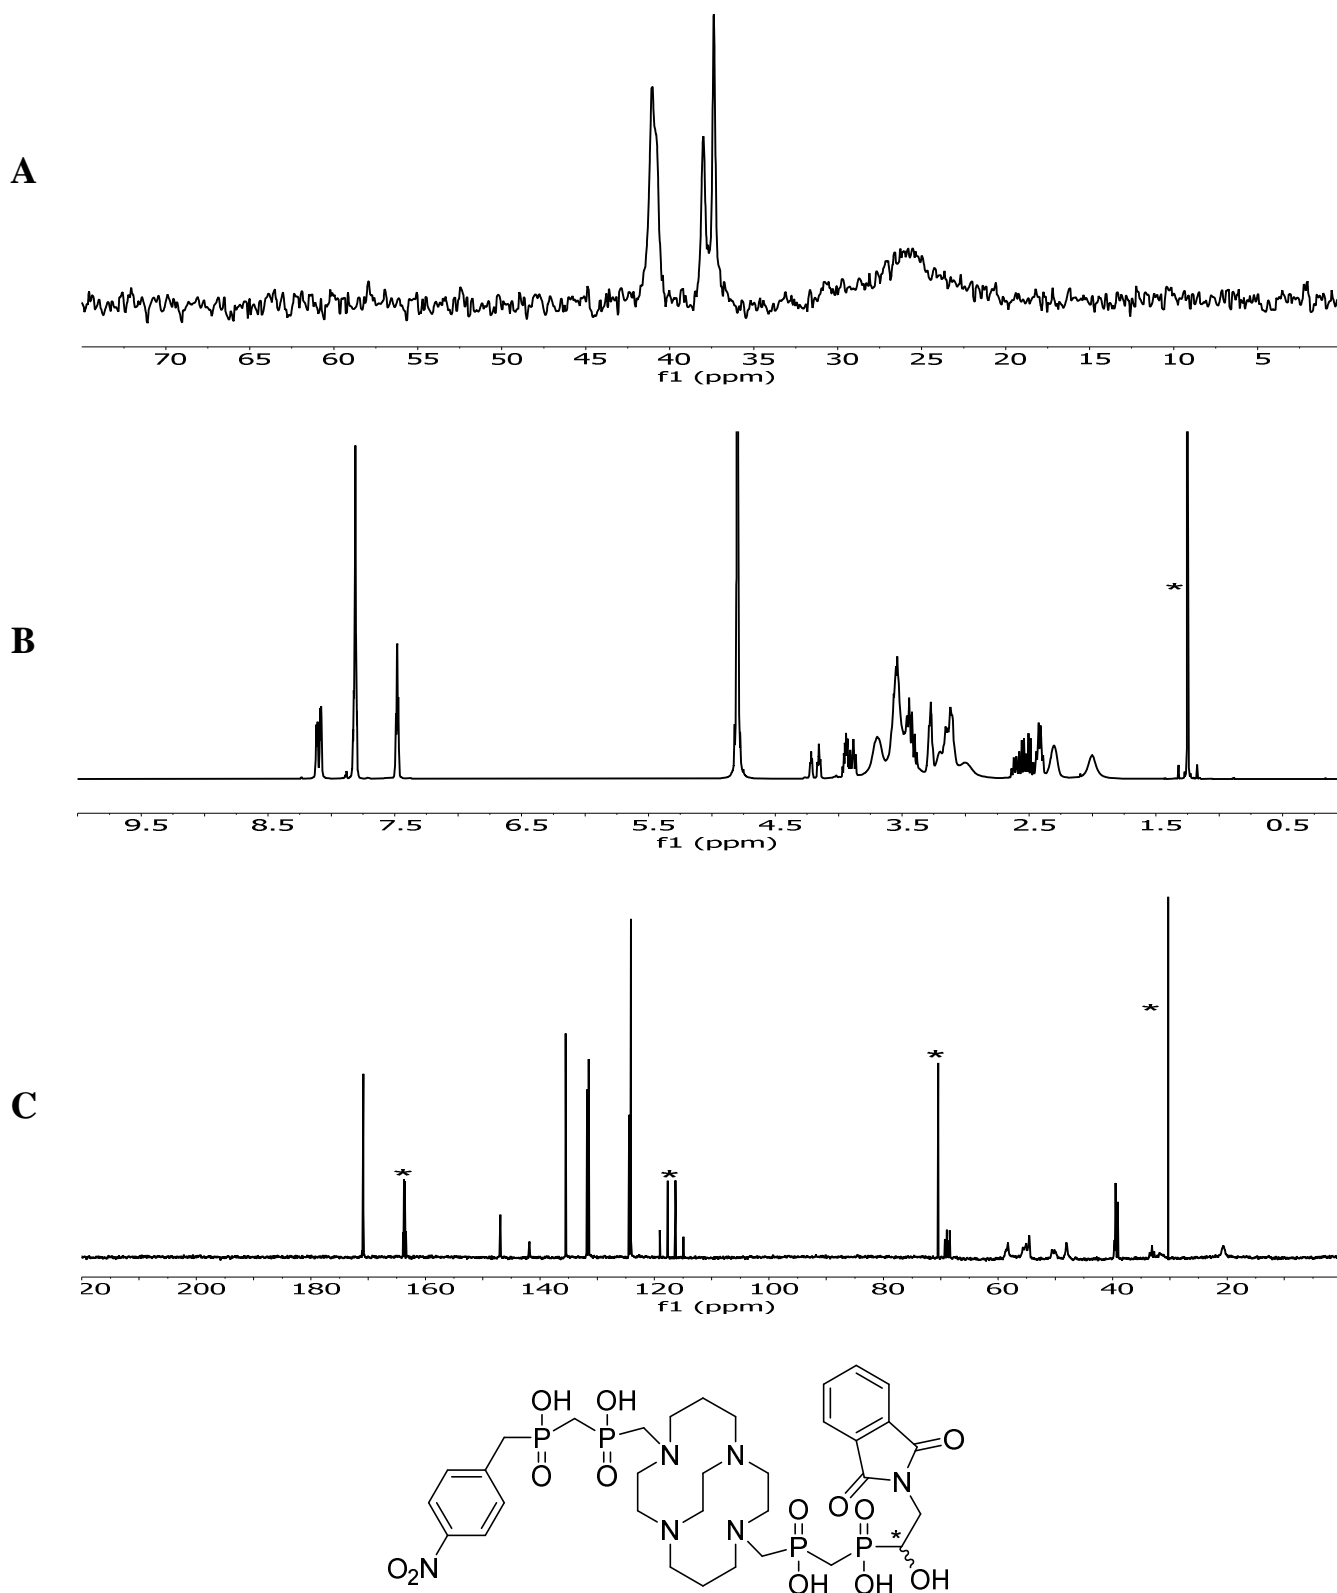 A
70 65 60 55 50 45 40 35 30 25 20 15 10 5
f1 (ppm)
B
*
9.5 8.5 7.5 6.5 5.5 4.5 3.5 2.5 1.5 0.5
f1 (ppm)
C
* * * *
20 200 180 160 140 120 100 80 60 40 20
f1 (ppm)
OH OH
P P N N O
O O O N
O O *
N N P P
O₂N OH OH OH